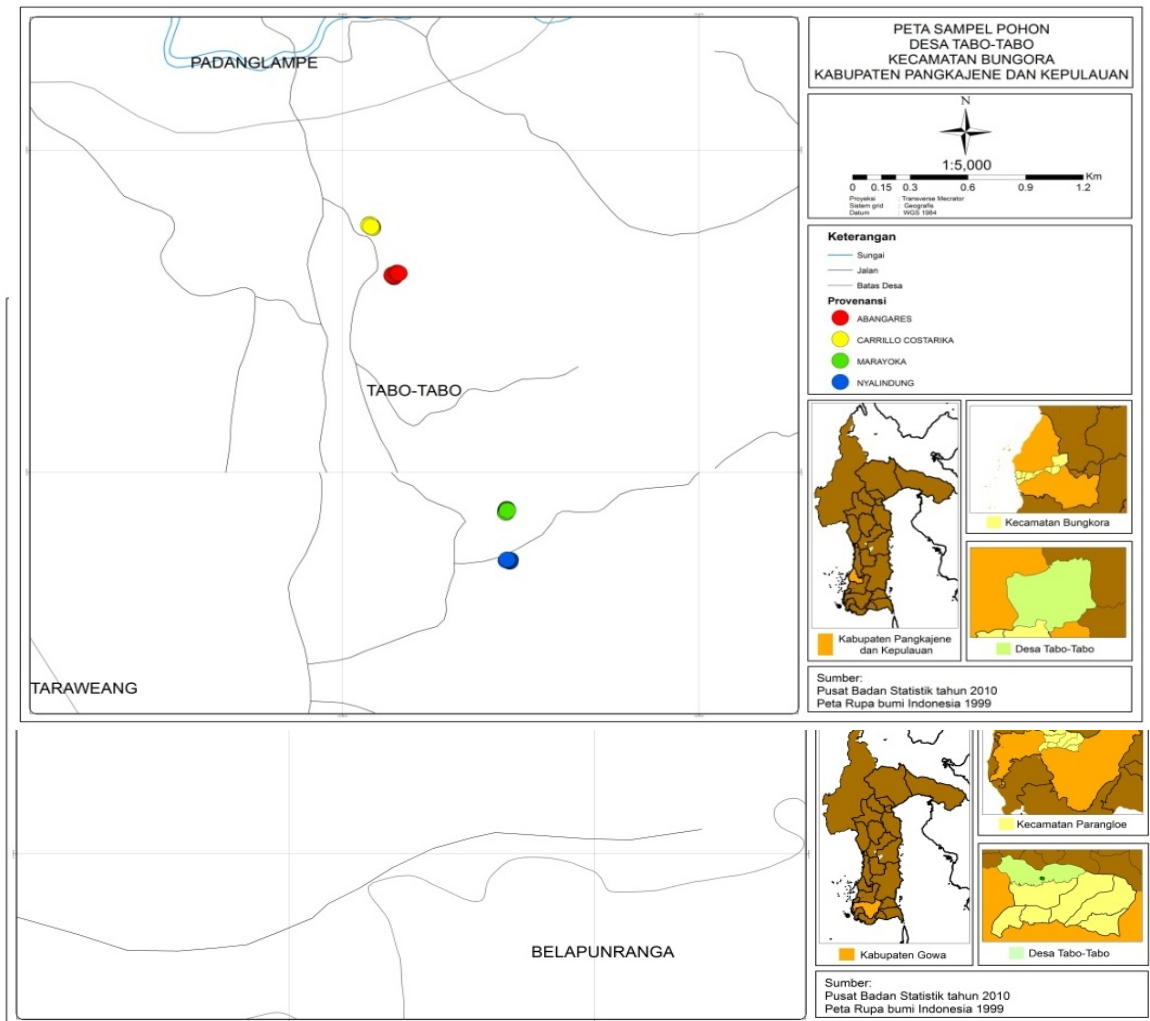 PADANGLAMPE
TABO-TABO
TARAWEANG
PETA SAMPEL POHON
DESA TABO-TABO
KECAMATAN BUNGORA
KABUPATEN PANGKAJENE DAN KEPULAUAN
N
1:5,000
Km
0 0.15 0.3 0.6 0.9 1.2
Proyeksi : Transverse Mecrator
Sistem grid : Geografis
Datum : WGS 1984
Keterangan
Sungai
Jalan
Batas Desa
Provenansi
ABANGARES
CARRILLO COSTARIKA
MARAYOKA
NYALINDUNG
Kabupaten Pangkajene
dan Kepulauan
Kecamatan Bungkora
Desa Tabo-Tabo
Sumber:
Pusat Badan Statistik tahun 2010
Peta Rupa bumi Indonesia 1999
BELAPUNRANGA
Kabupaten Gowa
Kecamatan Parangloe
Desa Tabo-Tabo
Sumber:
Pusat Badan Statistik tahun 2010
Peta Rupa bumi Indonesia 1999